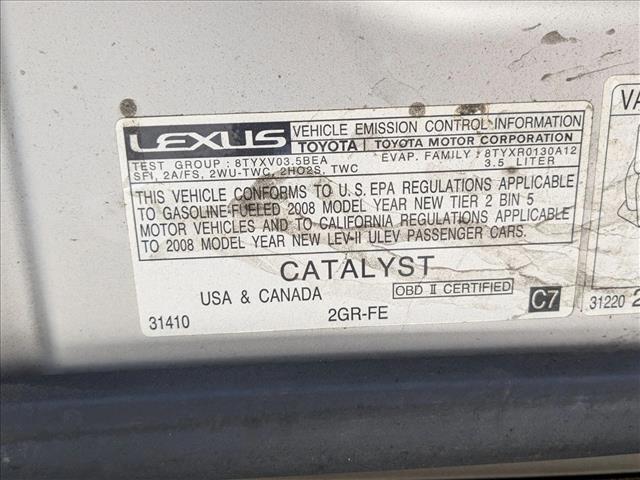 LEXUS VEHICLE EMISSION CONTROL INFORMATION
TOYOTA TOYOTA MOTOR CORPORATION
TEST GROUP : 8TYXV03.5BEA EVAP. FAMILY : 8TYXR0130A12
SFI, 2A/FS, 2WU-TWC, 2HO2S, TWC 3.5 LITER
THIS VEHICLE CONFORMS TO U.S. EPA REGULATIONS APPLICABLE
TO GASOLINE-FUELED 2008 MODEL YEAR NEW TIER 2 BIN 5
MOTOR VEHICLES AND TO CALIFORNIA REGULATIONS APPLICABLE
TO 2008 MODEL YEAR NEW LEV-II ULEV PASSENGER CARS.
CATALYST
USA & CANADA OBD II CERTIFIED C7
31410 2GR-FE
VA
31220 2